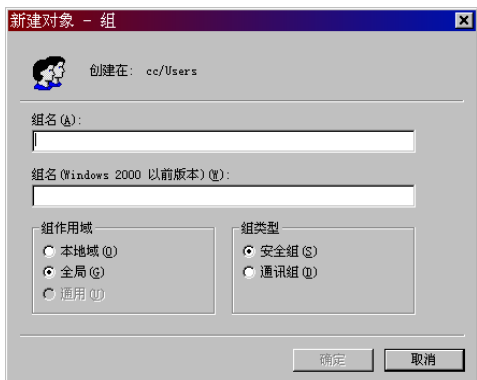 新建对象 - 组
创建在: cc/Users
组名(A):
组名(Windows 2000 以前版本)(W):
组作用域
本地域(O)
全局(G)
通用(U)
组类型
安全组(S)
通讯组(D)
确定
取消